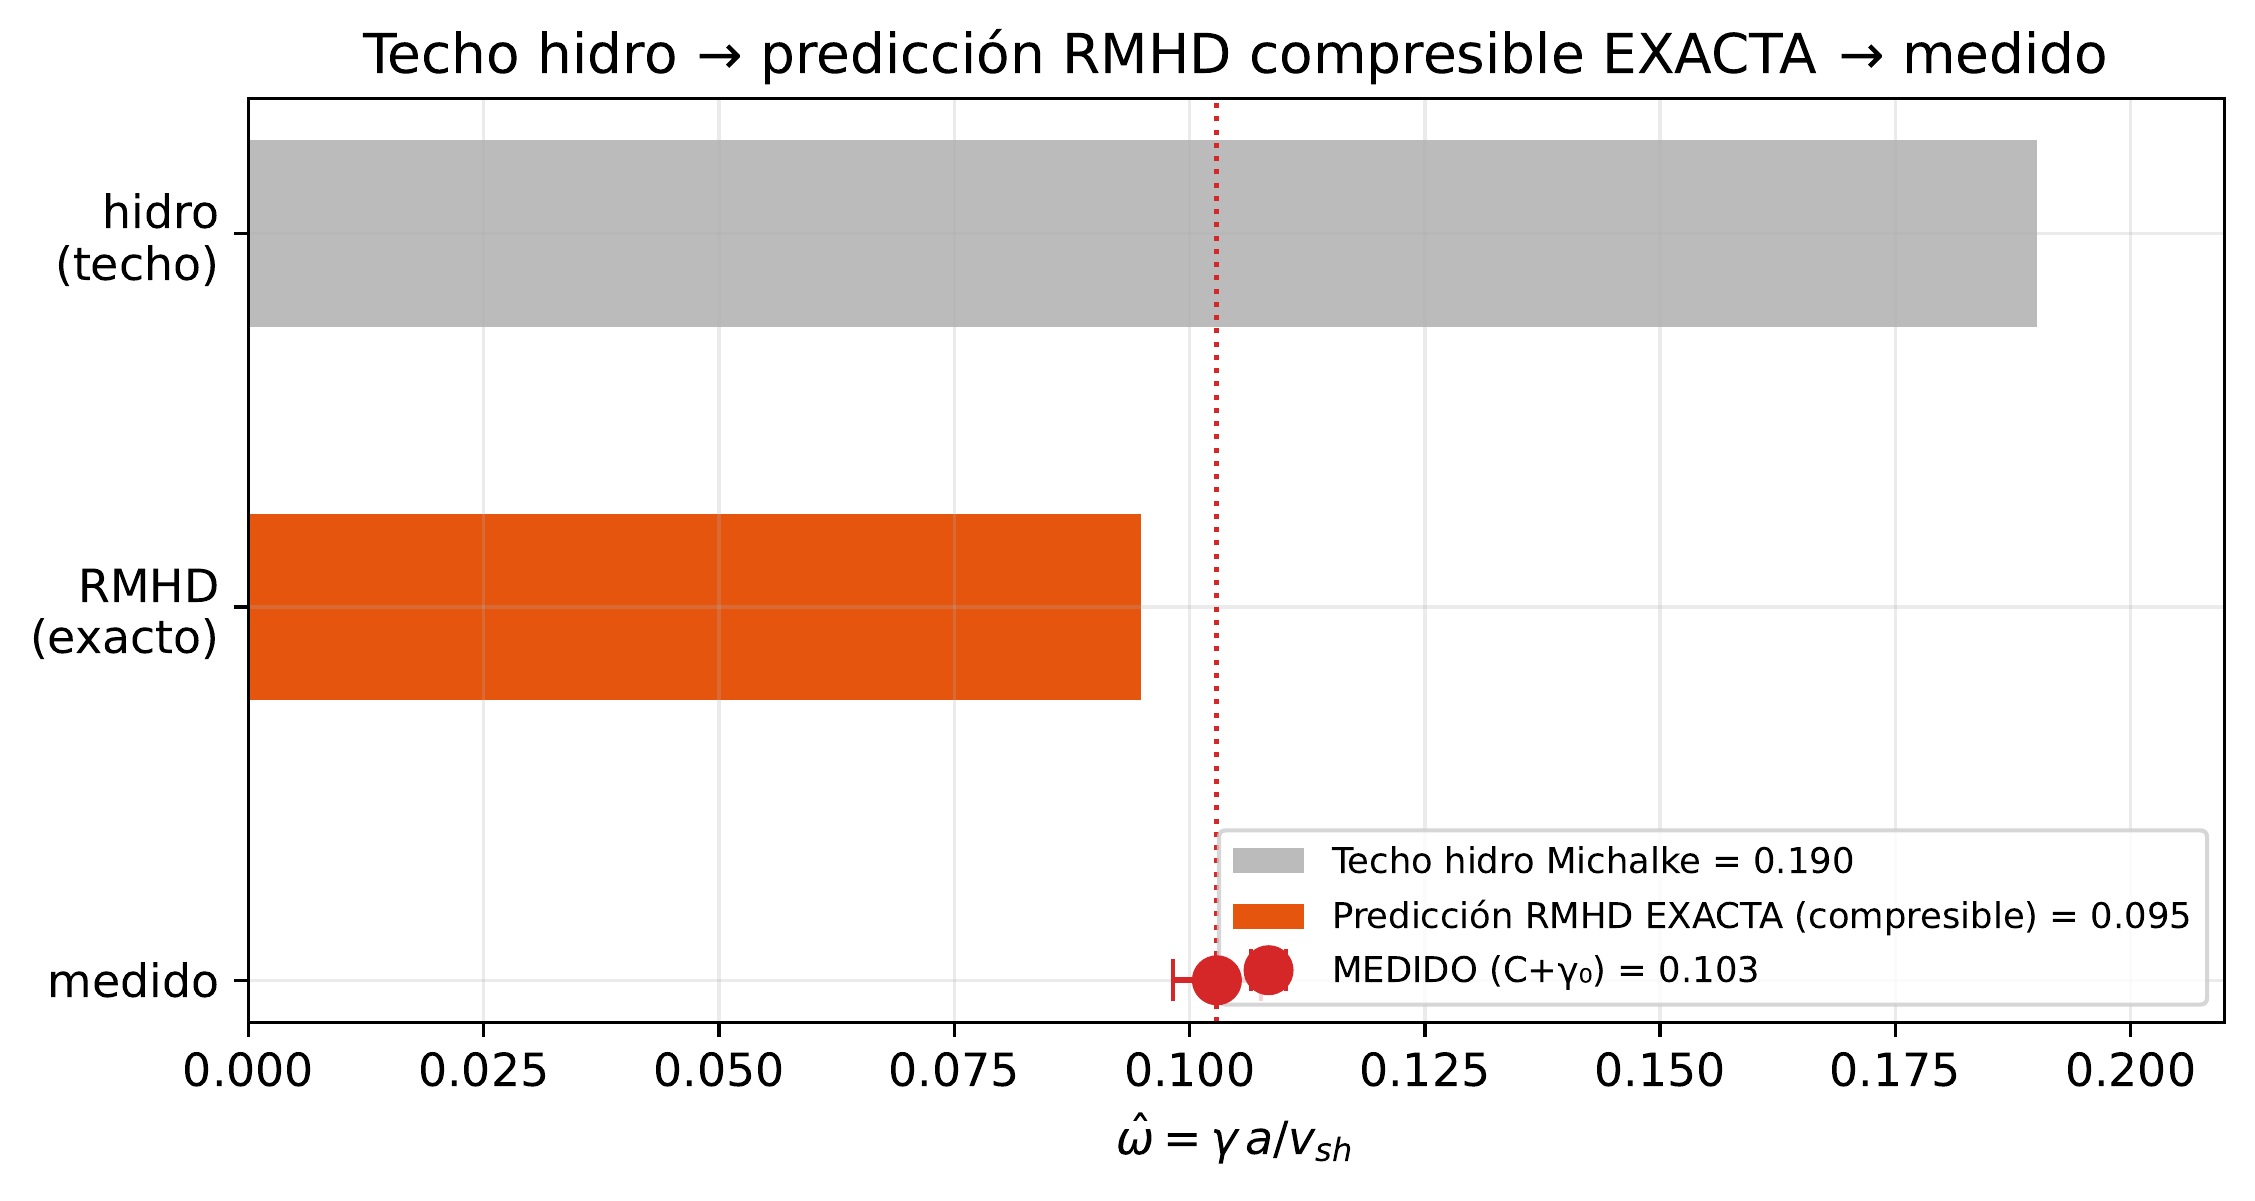 Techo hidro → predicción RMHD compresible EXACTA → medido
hidro
(techo)
RMHD
(exacto)
medido
Techo hidro Michalke = 0.190
Predicción RMHD EXACTA (compresible) = 0.095
MEDIDO (C+γ₀) = 0.103
0.000 0.025 0.050 0.075 0.100 0.125 0.150 0.175 0.200
ω̂ = γ a/v_sh